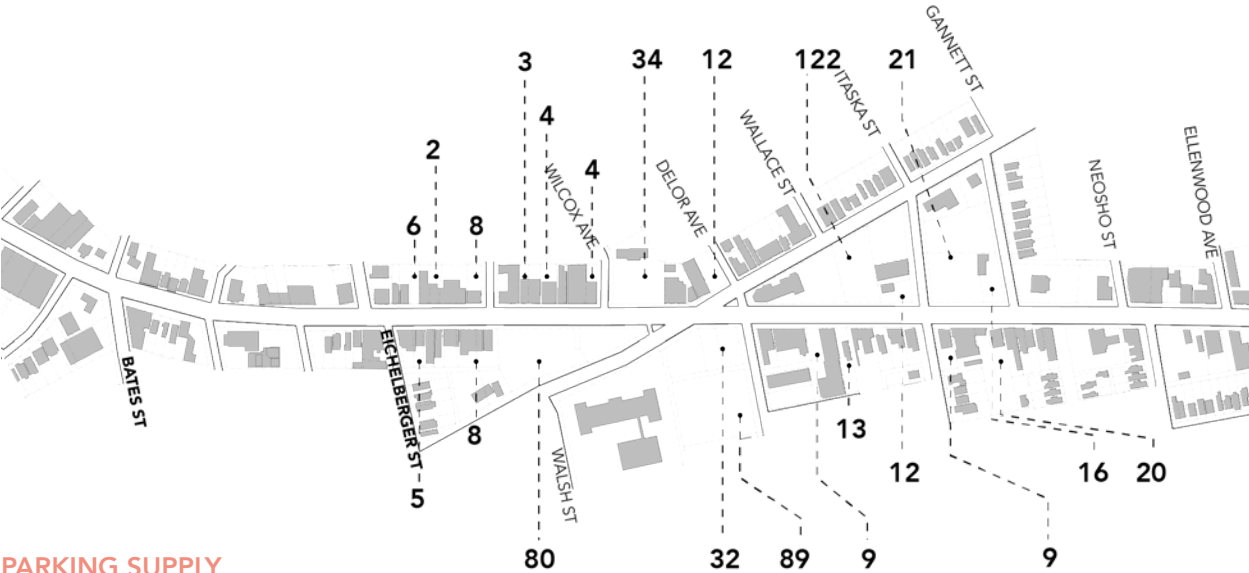 GANNETT ST
3
34
12
122
21
ITASKA ST
4
WALLACE ST
2
WILCOX AVE
4
DELOR AVE
NEOSHO ST
ELLENWOOD AVE
6
8
BATES ST
EICHELBERGER ST
8
13
WALSH ST
12
16
20
5
80
32
89
9
9
PARKING SUPPLY